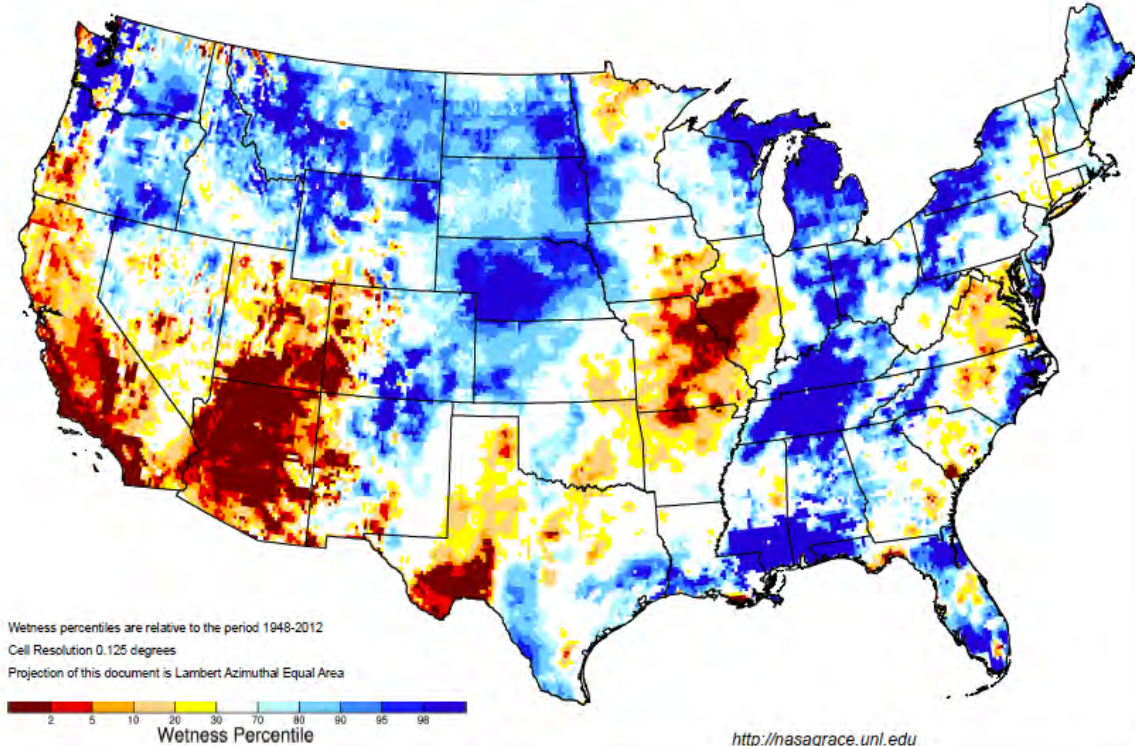 Wetness percentiles are relative to the period 1948-2012
Cell Resolution 0.125 degrees
Projection of this document is Lambert Azimuthal Equal Area
2 5 10 20 30 70 80 90 95 98
Wetness Percentile
http://nasagrace.unl.edu